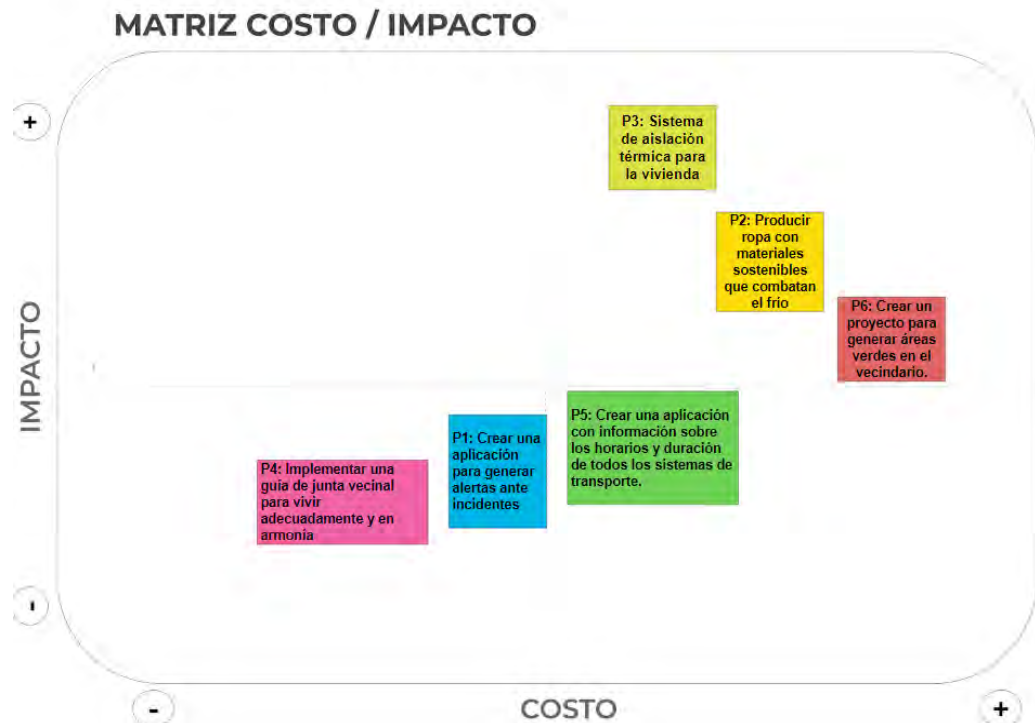 MATRIZ COSTO / IMPACTO
+
P3: Sistema
de aislación
térmica para
la vivienda
P2: Producir
ropa con
materiales
sostenibles
que combatan
el frio
P6: Crear un
proyecto para
generar áreas
verdes en el
vecindario.
IMPACTO
P5: Crear una aplicación
con información sobre
los horarios y duración
de todos los sistemas de
transporte.
P1: Crear una
aplicación
para generar
alertas ante
incidentes
P4: Implementar una
guia de junta vecinal
para vivir
adecuadamente y en
armonía
-
-
COSTO
+